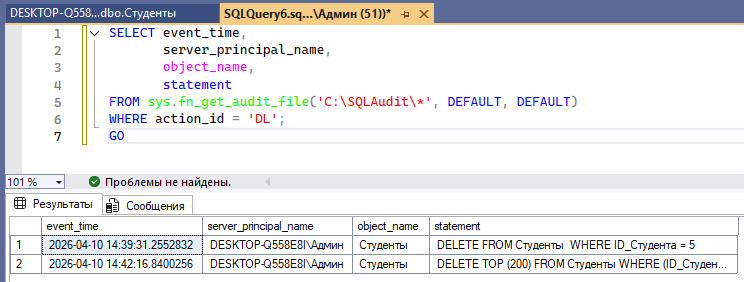 DESKTOP-Q558...dbo.Студенты
SQLQuery6.sq...\Админ (51))*
1 SELECT event_time,
2 server_principal_name,
3 object_name,
4 statement
5 FROM sys.fn_get_audit_file('C:\SQLAudit\*', DEFAULT, DEFAULT)
6 WHERE action_id = 'DL';
7 GO
101 % Проблемы не найдены.
Результаты Сообщения
event_time server_principal_name object_name statement
1 2026-04-10 14:39:31.2552832 DESKTOP-Q558E8I\Админ Студенты DELETE FROM Студенты WHERE ID_Студента = 5
2 2026-04-10 14:42:16.8400256 DESKTOP-Q558E8I\Админ Студенты DELETE TOP (200) FROM Студенты WHERE (ID_Студен...